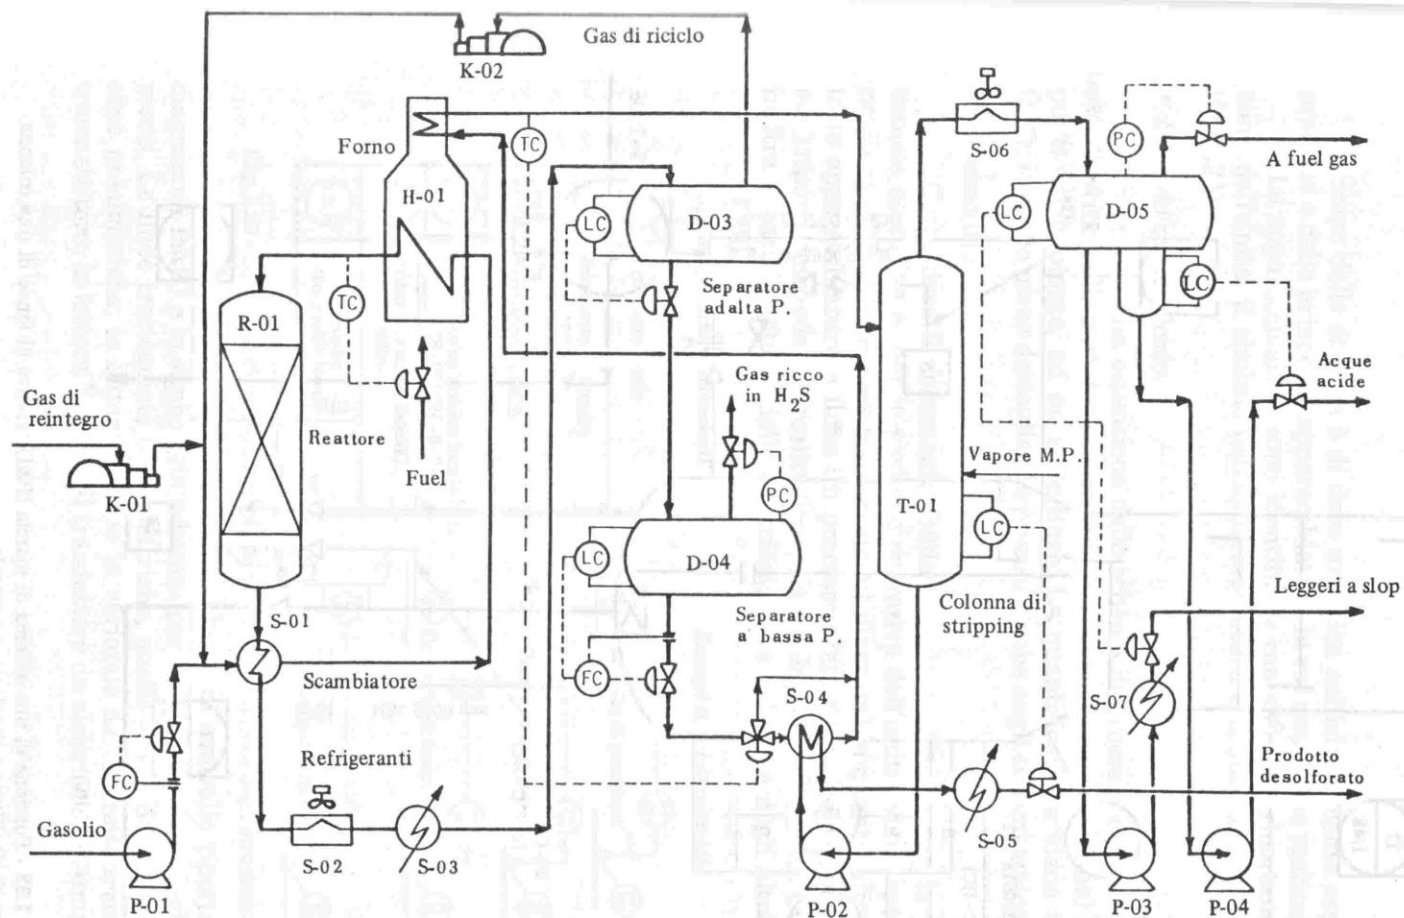 Gas di riciclo
K-02
S-06
PC
A fuel gas
Forno
TC
H-01
LC
D-03
LC
D-05
TC
Separatore
ad alta P.
LC
R-01
Gas ricco
in H2S
Acque
acide
Gas di
reintegro
Reattore
Fuel
Vapore M.P.
K-01
PC
T-01
LC
LC
D-04
Colonna di
stripping
Leggeri a slop
S-01
Separatore
a bassa P.
Scambiatore
FC
S-04
S-07
Refrigeranti
Prodotto
desolforato
FC
Gasolio
S-02
S-03
S-05
P-01
P-02
P-03
P-04